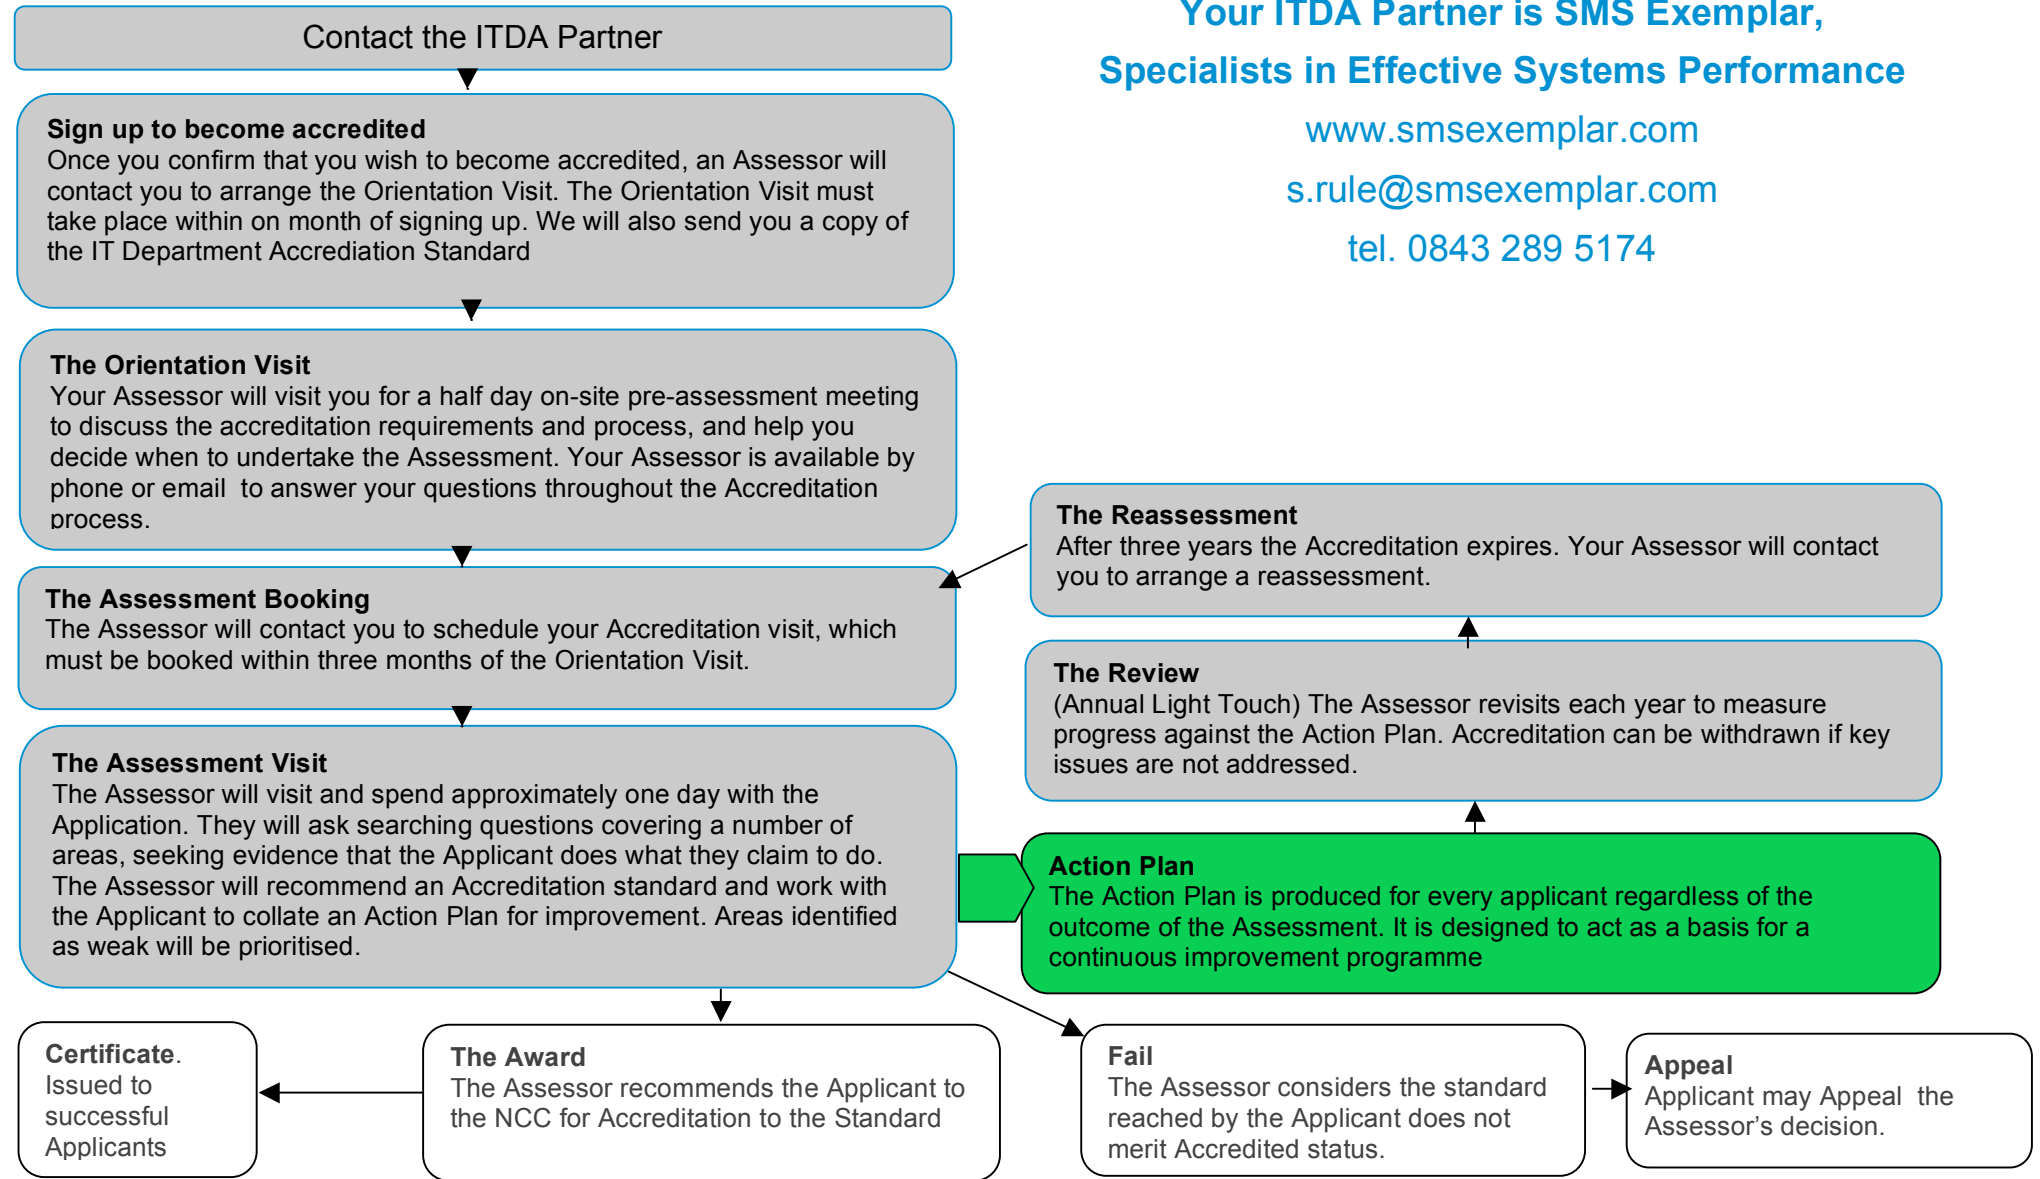 Contact the ITDA Partner
Your ITDA Partner is SMS Exemplar,
Specialists in Effective Systems Performance
www.smsexemplar.com
s.rule@smsexemplar.com
tel. 0843 289 5174
Sign up to become accredited
Once you confirm that you wish to become accredited, an Assessor will
contact you to arrange the Orientation Visit. The Orientation Visit must
take place within on month of signing up. We will also send you a copy of
the IT Department Accrediation Standard
The Orientation Visit
Your Assessor will visit you for a half day on-site pre-assessment meeting
to discuss the accreditation requirements and process, and help you
decide when to undertake the Assessment. Your Assessor is available by
phone or email  to answer your questions throughout the Accreditation
process.
The Assessment Booking
The Assessor will contact you to schedule your Accreditation visit, which
must be booked within three months of the Orientation Visit.
The Assessment Visit
The Assessor will visit and spend approximately one day with the
Application. They will ask searching questions covering a number of
areas, seeking evidence that the Applicant does what they claim to do.
The Assessor will recommend an Accreditation standard and work with
the Applicant to collate an Action Plan for improvement. Areas identified
as weak will be prioritised.
The Reassessment
After three years the Accreditation expires. Your Assessor will contact
you to arrange a reassessment.
The Review
(Annual Light Touch) The Assessor revisits each year to measure
progress against the Action Plan. Accreditation can be withdrawn if key
issues are not addressed.
Action Plan
The Action Plan is produced for every applicant regardless of the
outcome of the Assessment. It is designed to act as a basis for a
continuous improvement programme
Certificate.
Issued to
successful
Applicants
The Award
The Assessor recommends the Applicant to
the NCC for Accreditation to the Standard
Fail
The Assessor considers the standard
reached by the Applicant does not
merit Accredited status.
Appeal
Applicant may Appeal  the
Assessor’s decision.